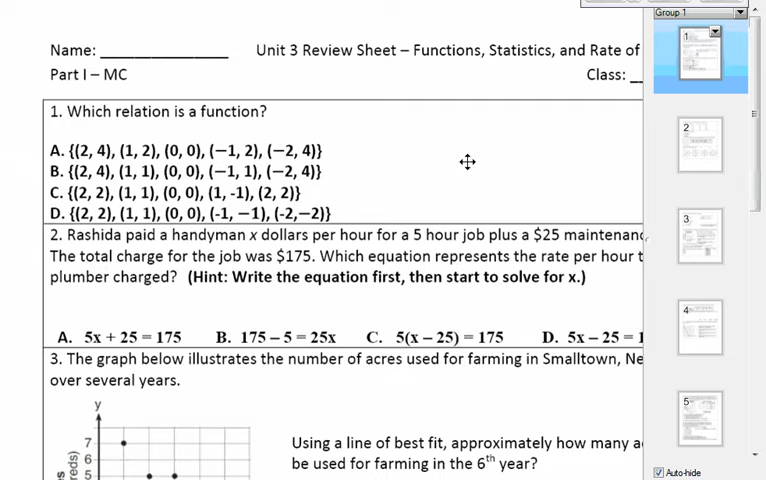 Group 1
Name: _______________ Unit 3 Review Sheet – Functions, Statistics, and Rate of
Part I – MC Class: __
1. Which relation is a function?
A. {(2, 4), (1, 2), (0, 0), (−1, 2), (−2, 4)}
B. {(2, 4), (1, 1), (0, 0), (−1, 1), (−2, 4)}
C. {(2, 2), (1, 1), (0, 0), (1, -1), (2, 2)}
D. {(2, 2), (1, 1), (0, 0), (-1, −1), (-2,−2)}
2. Rashida paid a handyman x dollars per hour for a 5 hour job plus a $25
The total charge for the job was $175. Which equation represents the rate per hour
plumber charged? (Hint: Write the equation first, then start to solve for x.)
A. 5x + 25 = 175 B. 175 – 5 = 25x C. 5(x – 25) = 175 D. 5x – 25 =
3. The graph below illustrates the number of acres used for farming in Smalltown,
over several years.
y
7
6
5
Using a line of best fit, approximately how many
be used for farming in the 6th year?
1
2
3
4
5
Auto-hide